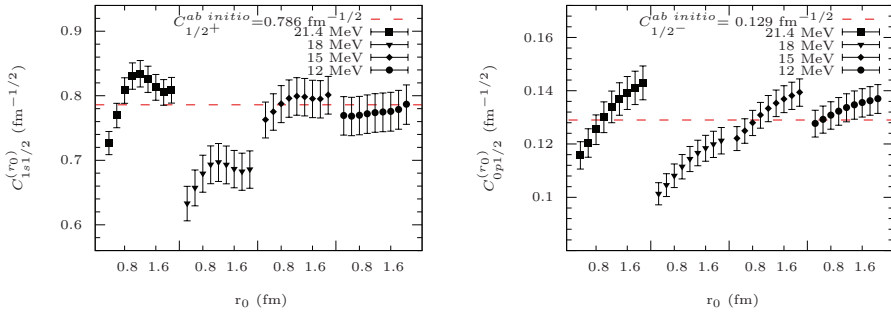 C^{ab initio}_{1/2+}=0.786 fm^{-1/2}
21.4 MeV
18 MeV
15 MeV
12 MeV
0.9
0.8
0.7
0.6
C^{(r_0)}_{1s1/2} (fm^{-1/2})
0.8 1.6 0.8 1.6 0.8 1.6 0.8 1.6
r_0 (fm)
C^{ab initio}_{1/2^-}= 0.129 fm^{-1/2}
21.4 MeV
18 MeV
15 MeV
12 MeV
0.16
0.14
0.12
0.1
C^{(r_0)}_{0p1/2} (fm^{-1/2})
0.8 1.6 0.8 1.6 0.8 1.6 0.8 1.6
r_0 (fm)